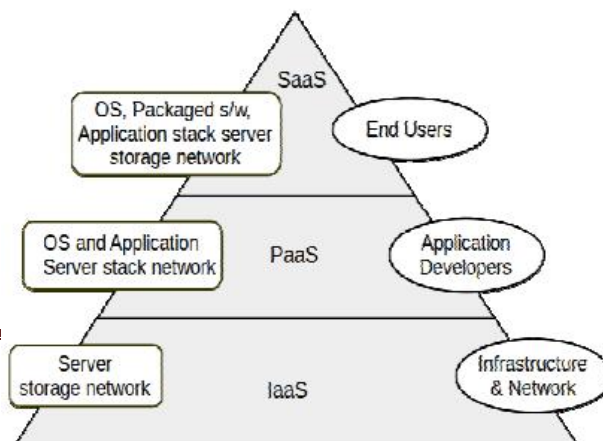 SaaS
OS, Packaged s/w,
Application stack server
storage network
End Users
OS and Application
Server stack network
PaaS
Application
Developers
Server
storage network
IaaS
Infrastructure
& Network